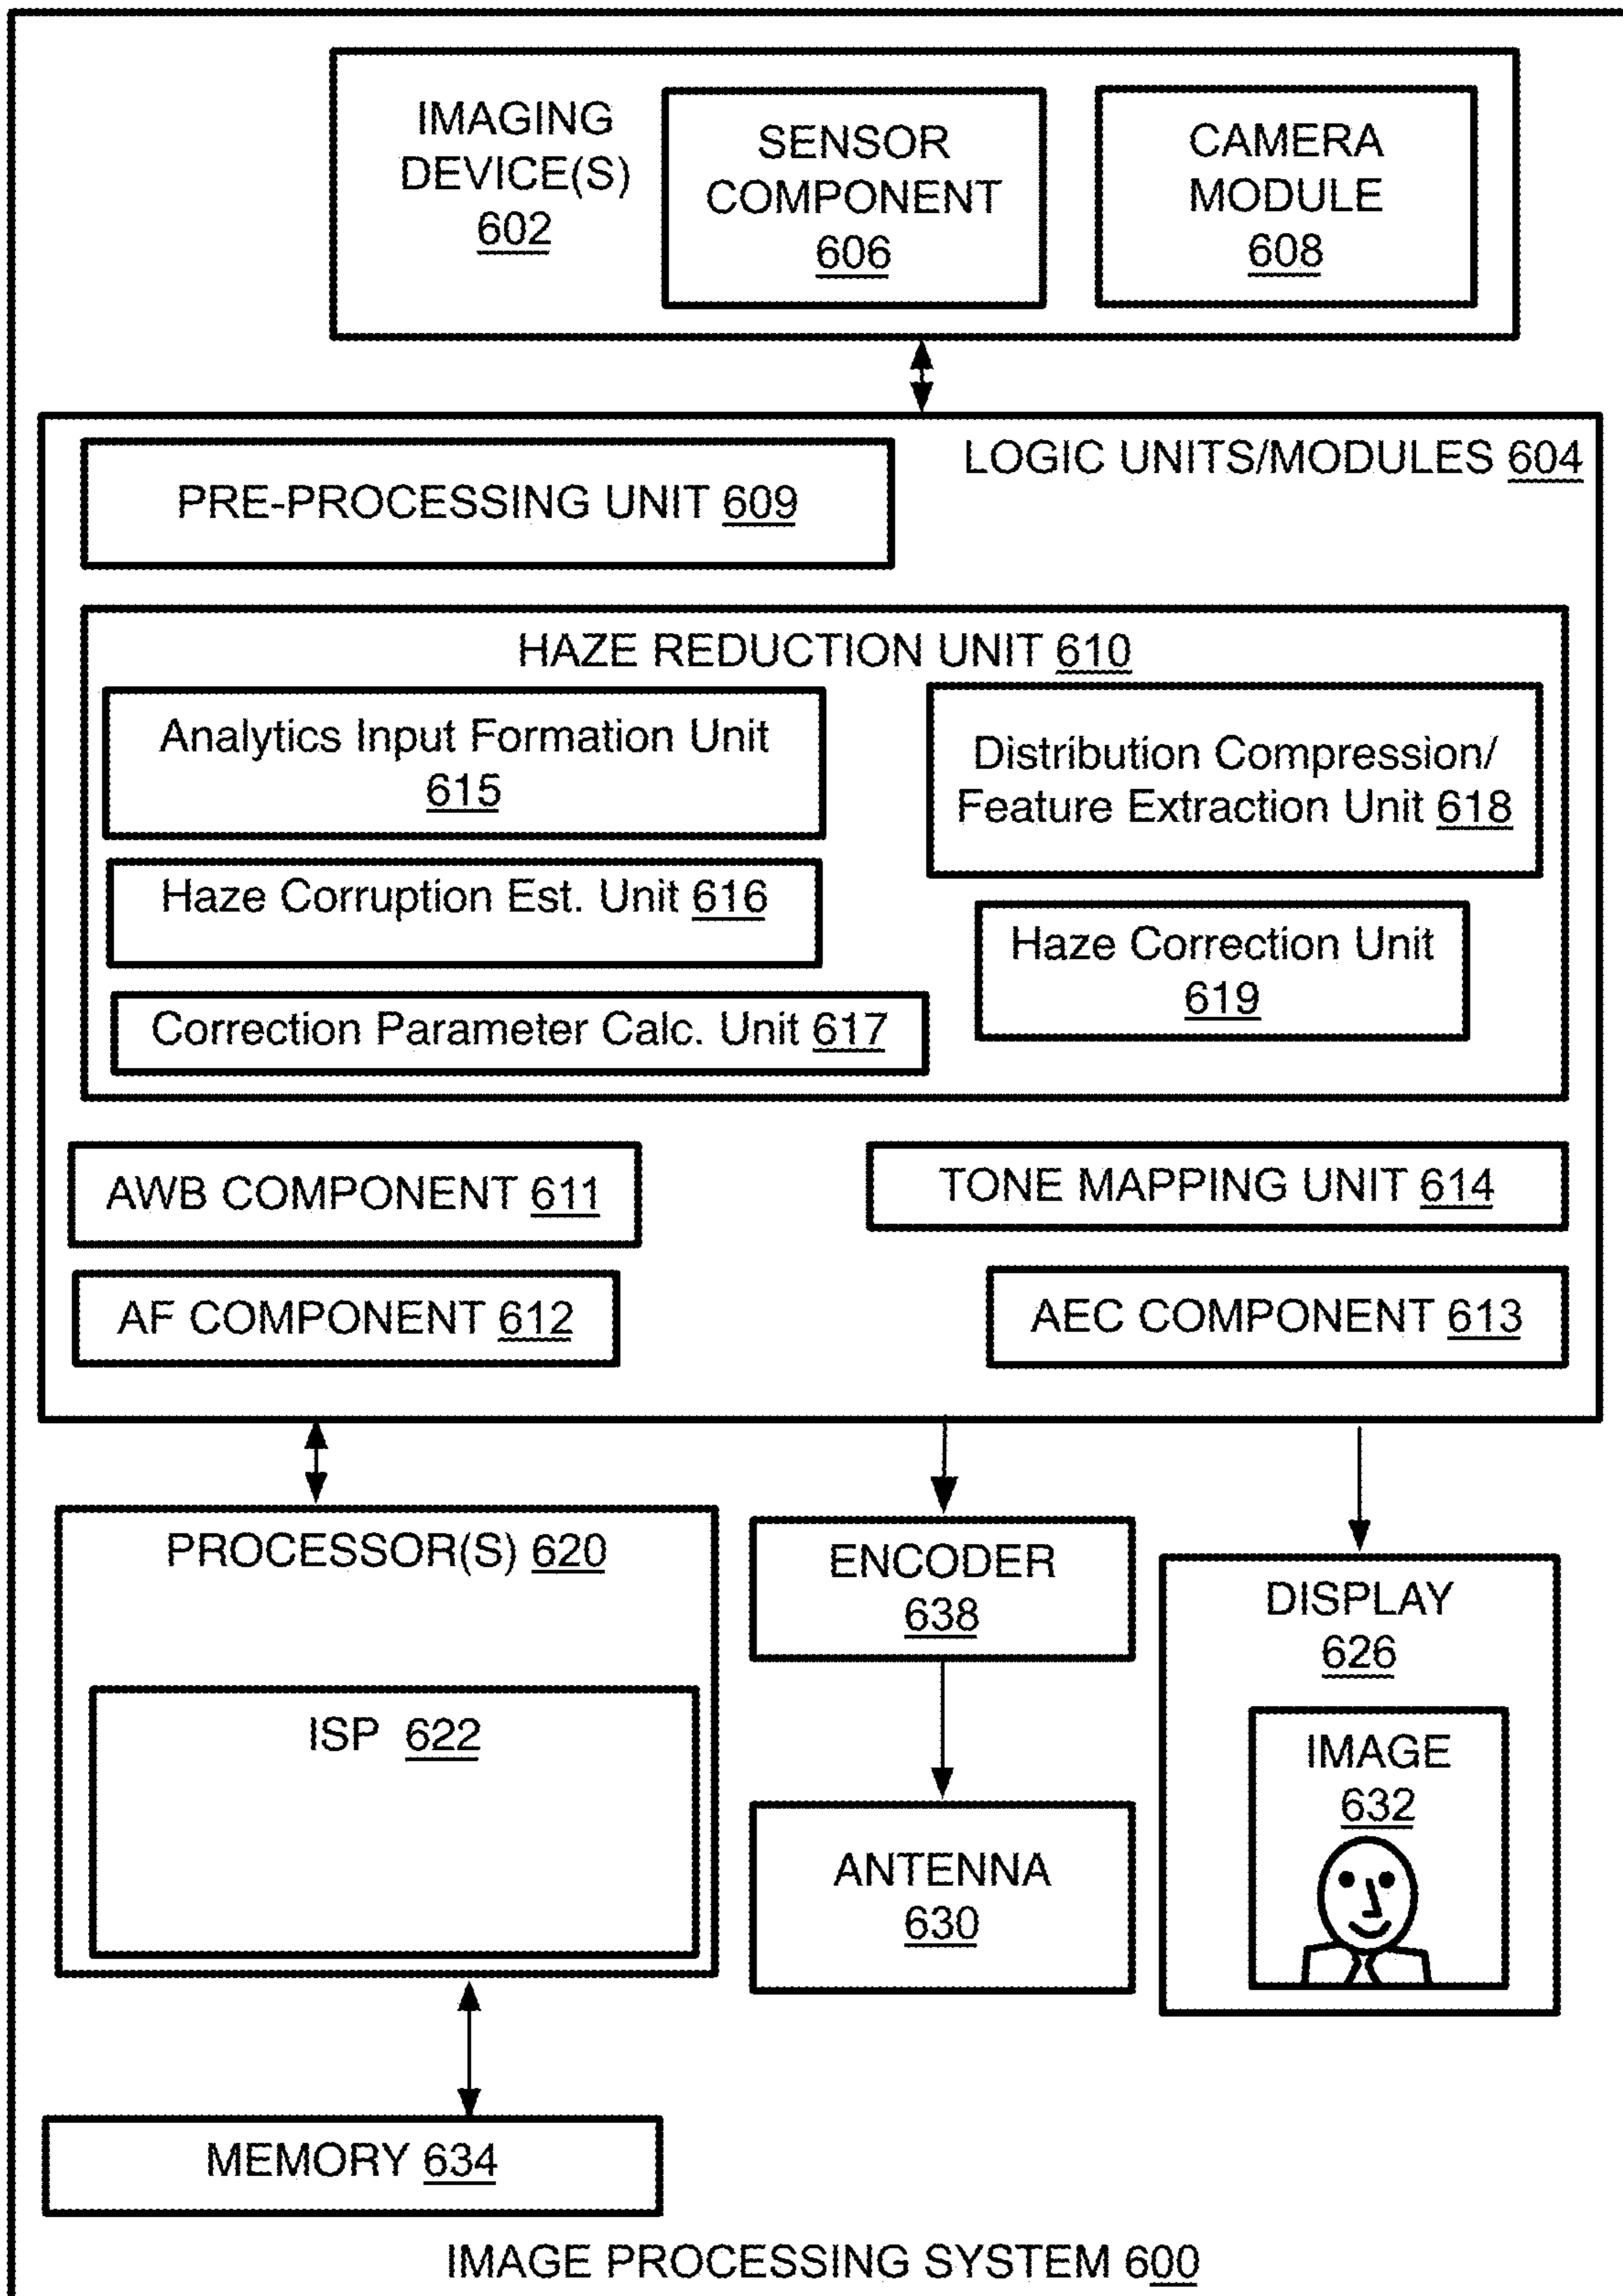 IMAGING
DEVICE(S)
602
SENSOR
COMPONENT
606
CAMERA
MODULE
608
LOGIC UNITS/MODULES 604
PRE-PROCESSING UNIT 609
HAZE REDUCTION UNIT 610
Analytics Input Formation Unit
615
Distribution Compression/
Feature Extraction Unit 618
Haze Corruption Est. Unit 616
Haze Correction Unit
619
Correction Parameter Calc. Unit 617
AWB COMPONENT 611
TONE MAPPING UNIT 614
AF COMPONENT 612
AEC COMPONENT 613
PROCESSOR(S) 620
ISP 622
ENCODER
638
DISPLAY
626
IMAGE
632
ANTENNA
630
MEMORY 634
IMAGE PROCESSING SYSTEM 600